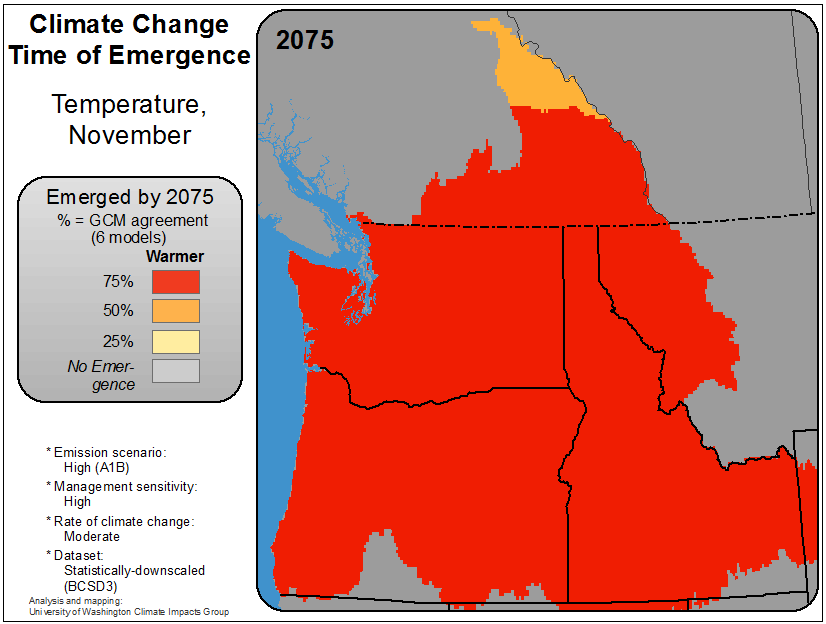 Climate Change
Time of Emergence
Temperature,
November
Emerged by 2075
% = GCM agreement
(6 models)
Warmer
75%
50%
25%
No Emer-
gence
* Emission scenario:
High (A1B)
* Management sensitivity:
High
* Rate of climate change:
Moderate
* Dataset:
Statistically-downscaled
(BCSD3)
Analysis and mapping:
University of Washington Climate Impacts Group
2075